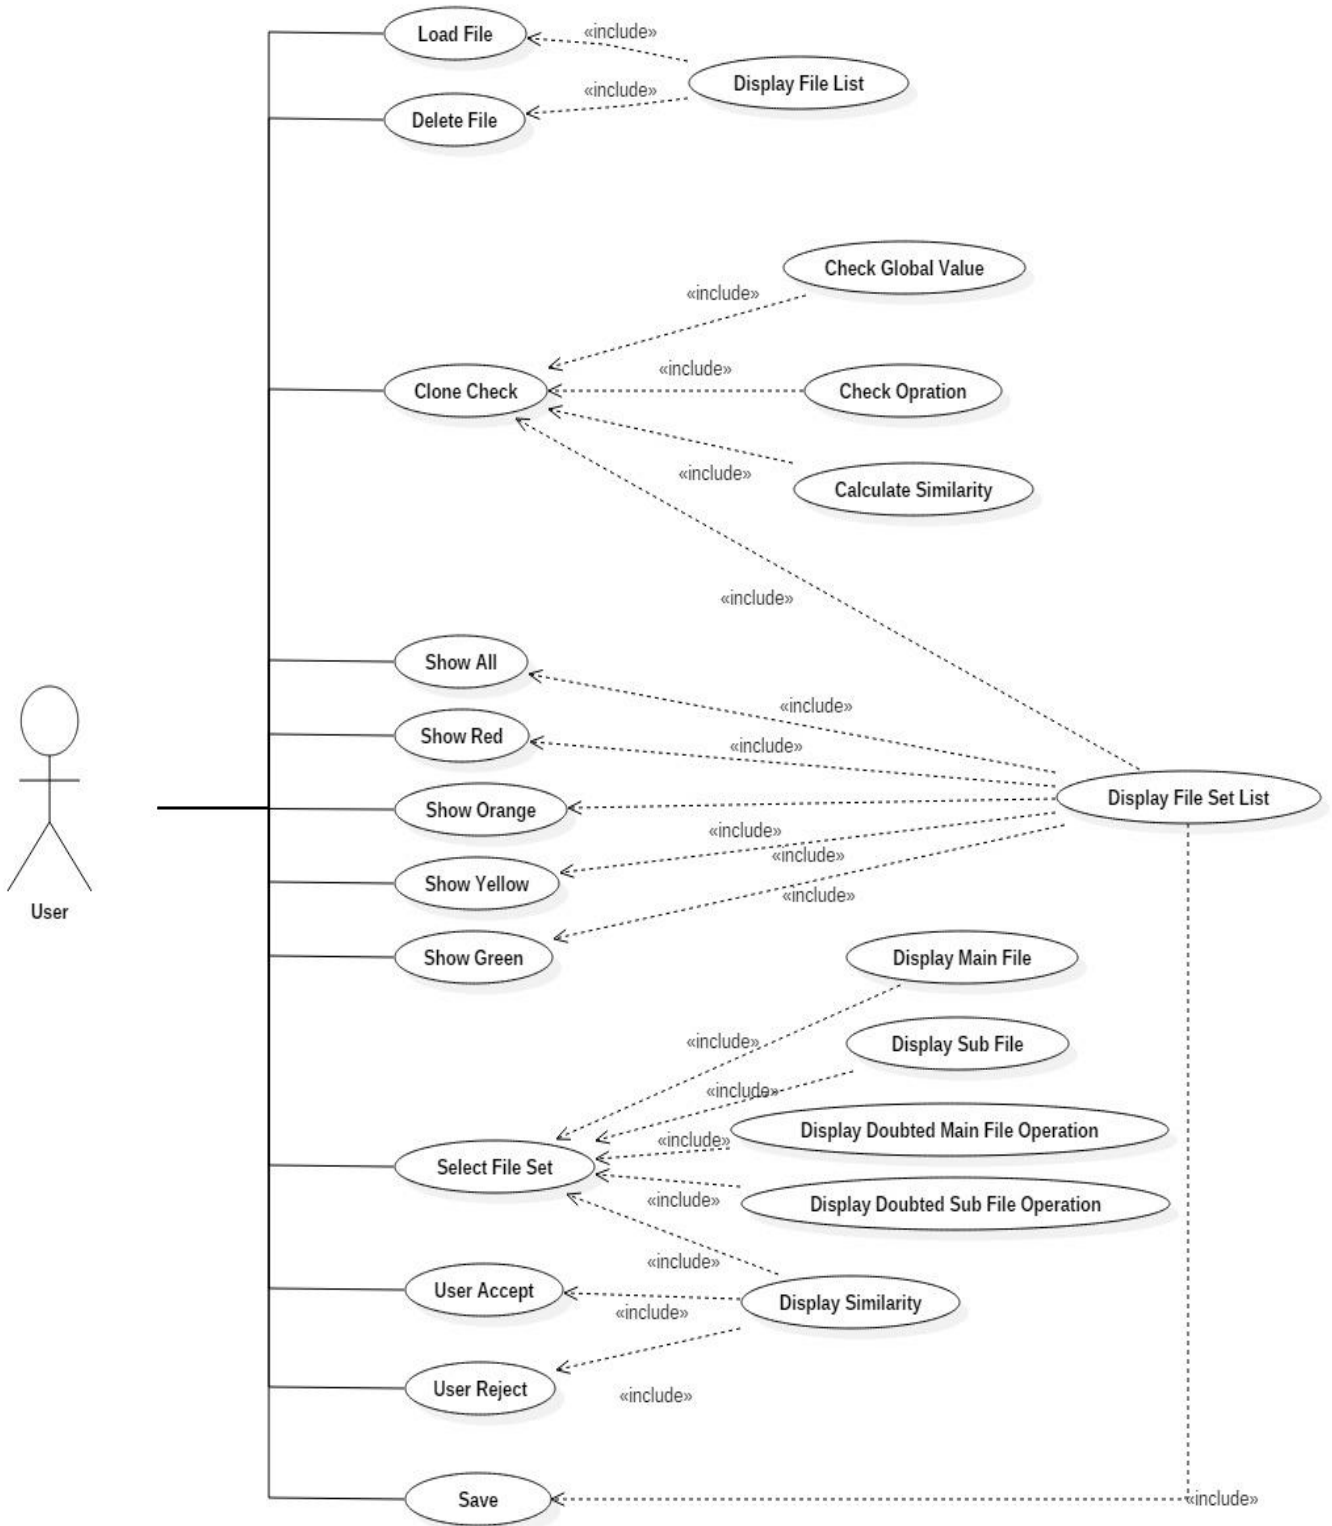 Load File
«include»
Display File List
«include»
Delete File
Check Global Value
«include»
«include»
Clone Check
Check Opration
«include»
Calculate Similarity
«include»
Show All
«include»
Show Red
«include»
Display File Set List
Show Orange
«include»
«include»
Show Yellow
«include»
User
Show Green
Display Main File
«include»
Display Sub File
«include»
Display Doubted Main File Operation
«include»
Select File Set
«include»
Display Doubted Sub File Operation
«include»
User Accept
Display Similarity
«include»
User Reject
«include»
Save
«include»